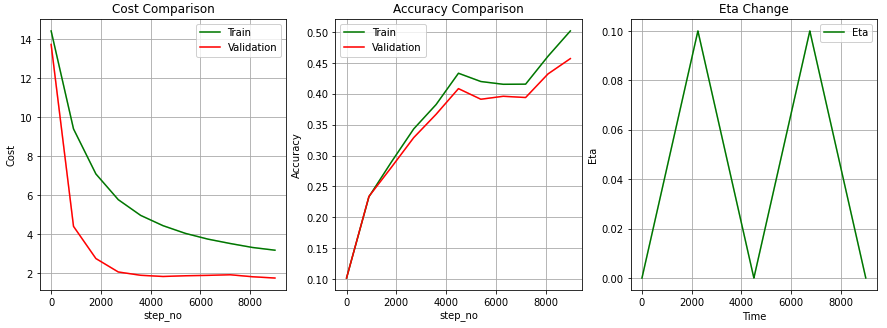 Cost Comparison
Train
Validation
14
12
10
8
6
4
2
0
2000
4000
6000
8000
Cost
step_no
Accuracy Comparison
Train
Validation
0.50
0.45
0.40
0.35
0.30
0.25
0.20
0.15
0.10
0
2000
4000
6000
8000
Accuracy
step_no
Eta Change
Eta
0.10
0.08
0.06
0.04
0.02
0.00
0
2000
4000
6000
8000
Eta
Time